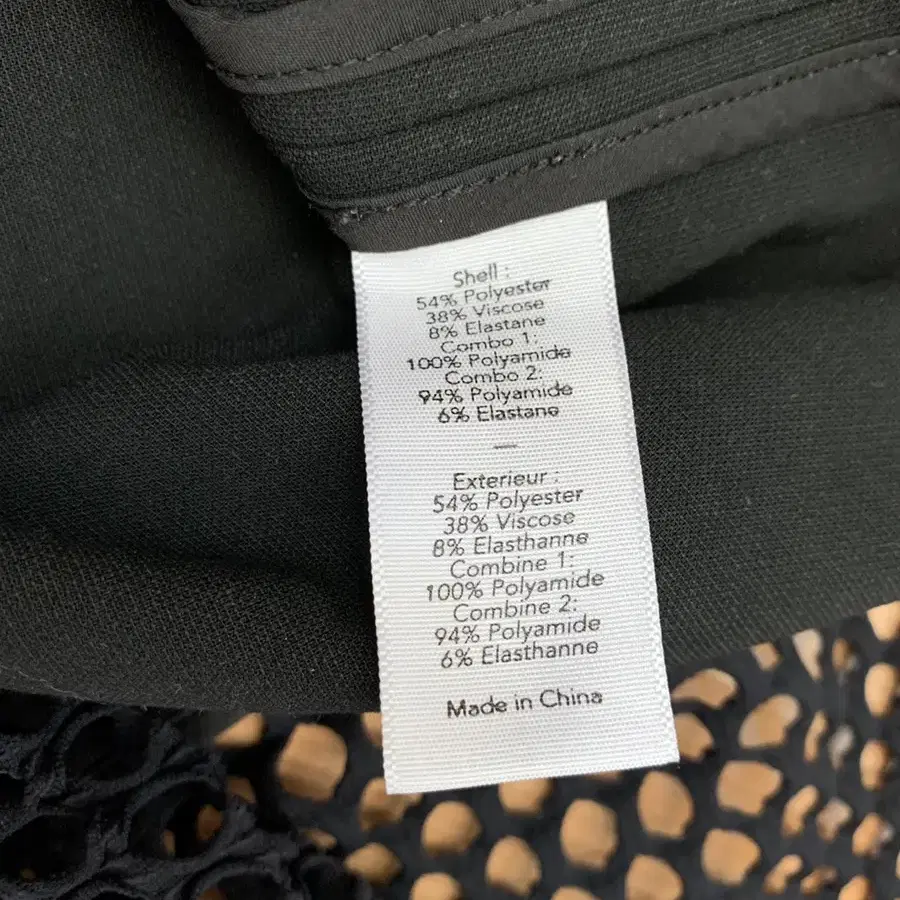 Shell :
54% Polyester
38% Viscose
8% Elastane
Combo 1:
100% Polyamide
Combo 2:
94% Polyamide
6% Elastane
—
Exterieur :
54% Polyester
38% Viscose
8% Elasthanne
Combine 1:
100% Polyamide
Combine 2:
94% Polyamide
6% Elasthanne
Made in China